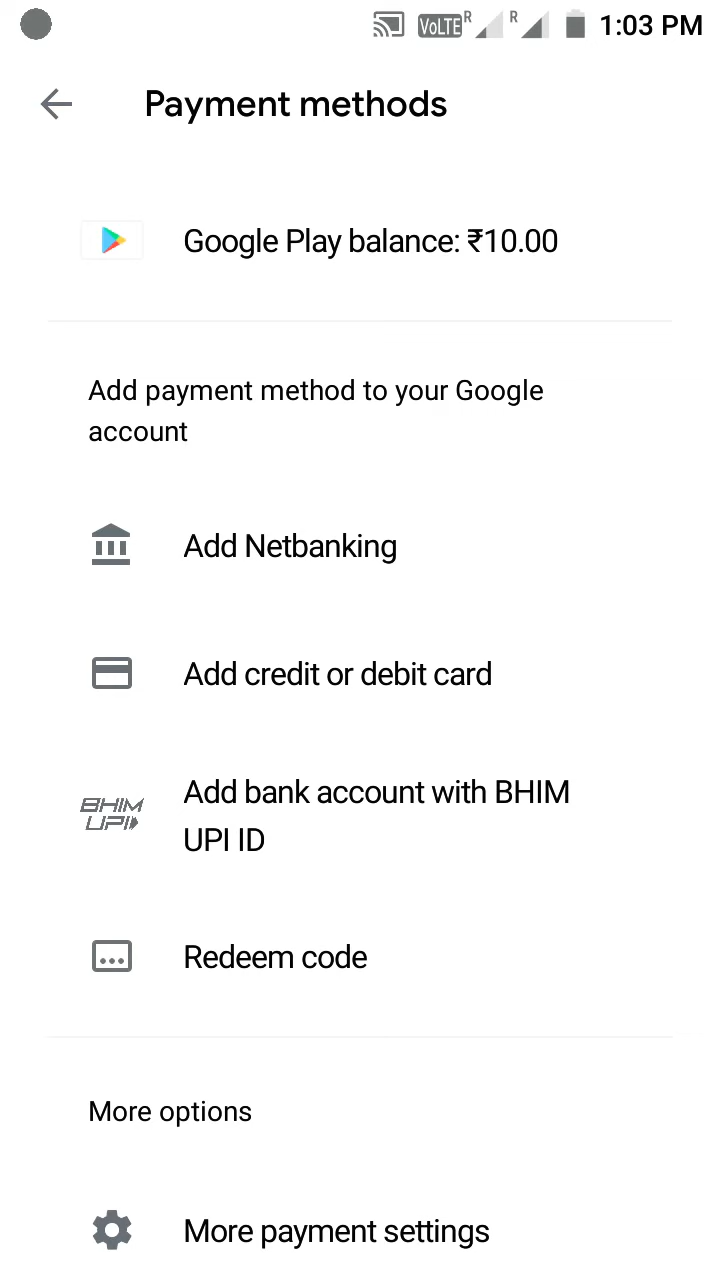 VoLTE R R 1:03 PM
Payment methods
Google Play balance: ₹10.00
Add payment method to your Google
account
Add Netbanking
Add credit or debit card
BHIM
UPI
Add bank account with BHIM
UPI ID
Redeem code
More options
More payment settings